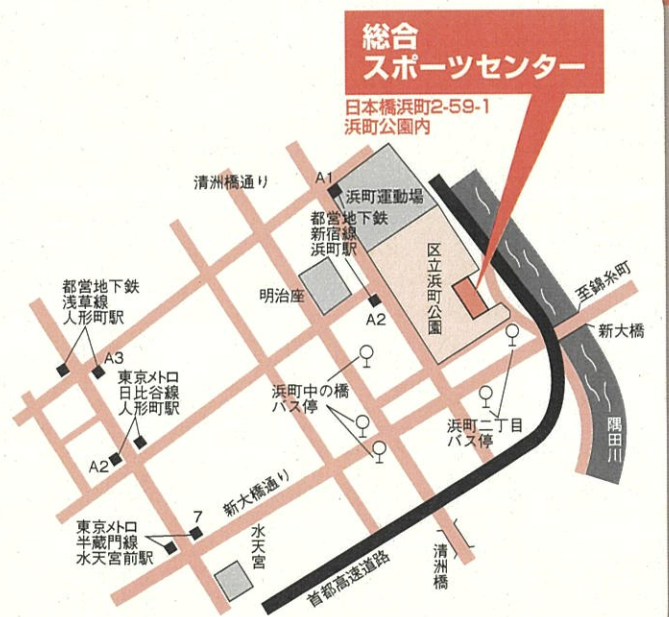 総合
スポーツセンター
日本橋浜町2-59-1
浜町公園内
清洲橋通り
A1
浜町運動場
都営地下鉄
新宿線
浜町駅
区立浜町公園
至錦糸町
新大橋
明治座
A2
都営地下鉄
浅草線
人形町駅
A3
東京メトロ
日比谷線
人形町駅
A2
浜町中の橋
バス停
浜町二丁目
バス停
隅田川
新大橋通り
7
東京メトロ
半蔵門線
水天宮前駅
水天宮
首都高速道路
清洲橋